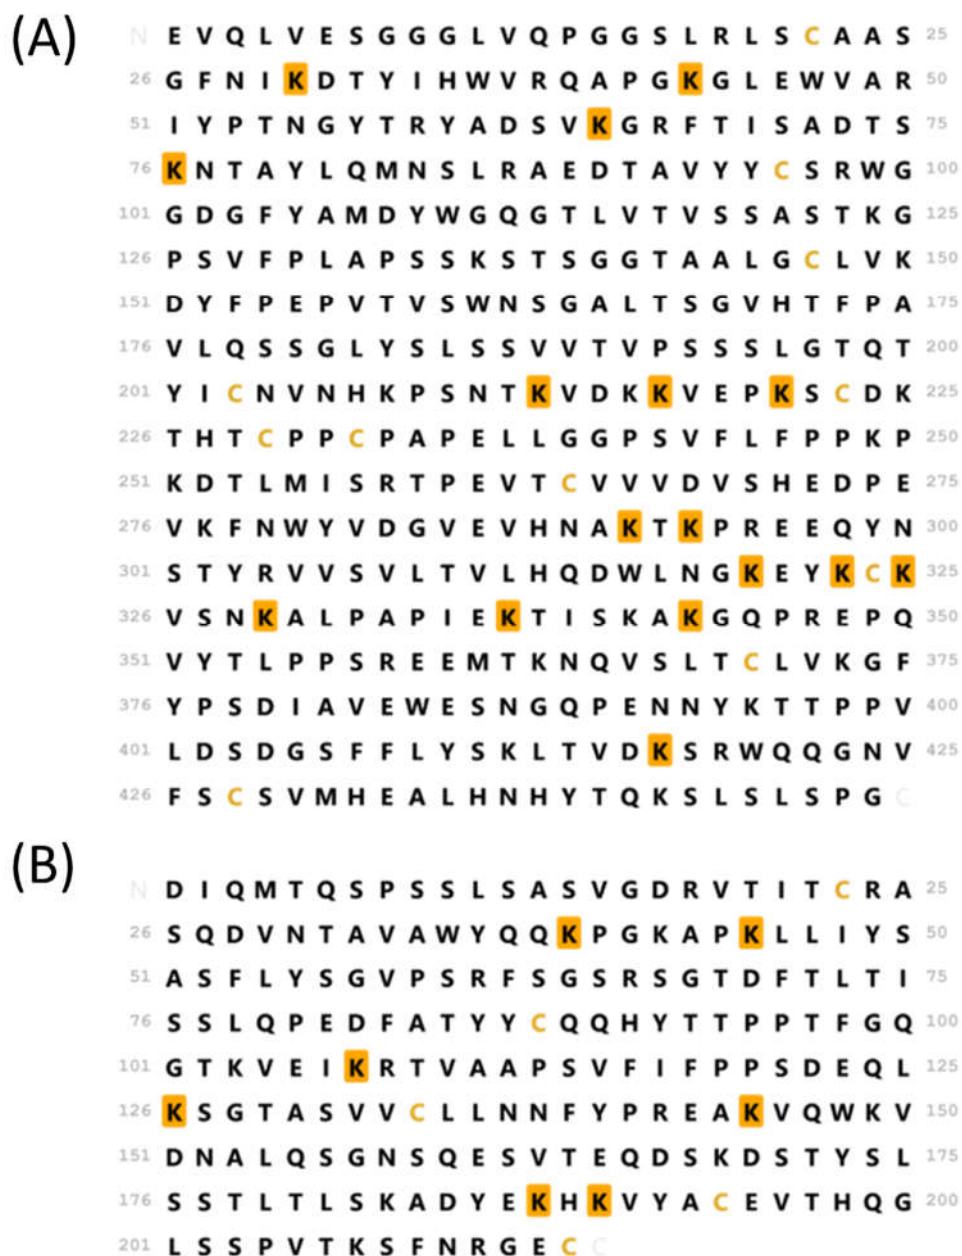 (A)
N E V Q L V E S G G G L V Q P G G S L R L S C A A S 25
26 G F N I K D T Y I H W V R Q A P G K G L E W V A R 50
51 I Y P T N G Y T R Y A D S V K G R F T I S A D T S 75
76 K N T A Y L Q M N S L R A E D T A V Y Y C S R W G 100
101 G D G F Y A M D Y W G Q G T L V T V S S A S T K G 125
126 P S V F P L A P S S K S T S G G T A A L G C L V K 150
151 D Y F P E P V T V S W N S G A L T S G V H T F P A 175
176 V L Q S S G L Y S L S S V V T V P S S S L G T Q T 200
201 Y I C N V N H K P S N T K V D K K V E P K S C D K 225
226 T H T C P P C P A P E L L G G P S V F L F P P K P 250
251 K D T L M I S R T P E V T C V V V D V S H E D P E 275
276 V K F N W Y V D G V E V H N A K T K P R E E Q Y N 300
301 S T Y R V V S V L T V L H Q D W L N G K E Y K C K 325
326 V S N K A L P A P I E K T I S K A K G Q P R E P Q 350
351 V Y T L P P S R E E M T K N Q V S L T C L V K G F 375
376 Y P S D I A V E W E S N G Q P E N N Y K T T P P V 400
401 L D S D G S F F L Y S K L T V D K S R W Q Q G N V 425
426 F S C S V M H E A L H N H Y T Q K S L S L S P G C
(B)
N D I Q M T Q S P S S L S A S V G D R V T I T C R A 25
26 S Q D V N T A V A W Y Q Q K P G K A P K L L I Y S 50
51 A S F L Y S G V P S R F S G S R S G T D F T L T I 75
76 S S L Q P E D F A T Y Y C Q Q H Y T T P P T F G Q 100
101 G T K V E I K R T V A A P S V F I F P P S D E Q L 125
126 K S G T A S V V C L L N N F Y P R E A K V Q W K V 150
151 D N A L Q S G N S Q E S V T E Q D S K D S T Y S L 175
176 S S T L T L S K A D Y E K H K V Y A C E V T H Q G 200
201 L S S P V T K S F N R G E C C